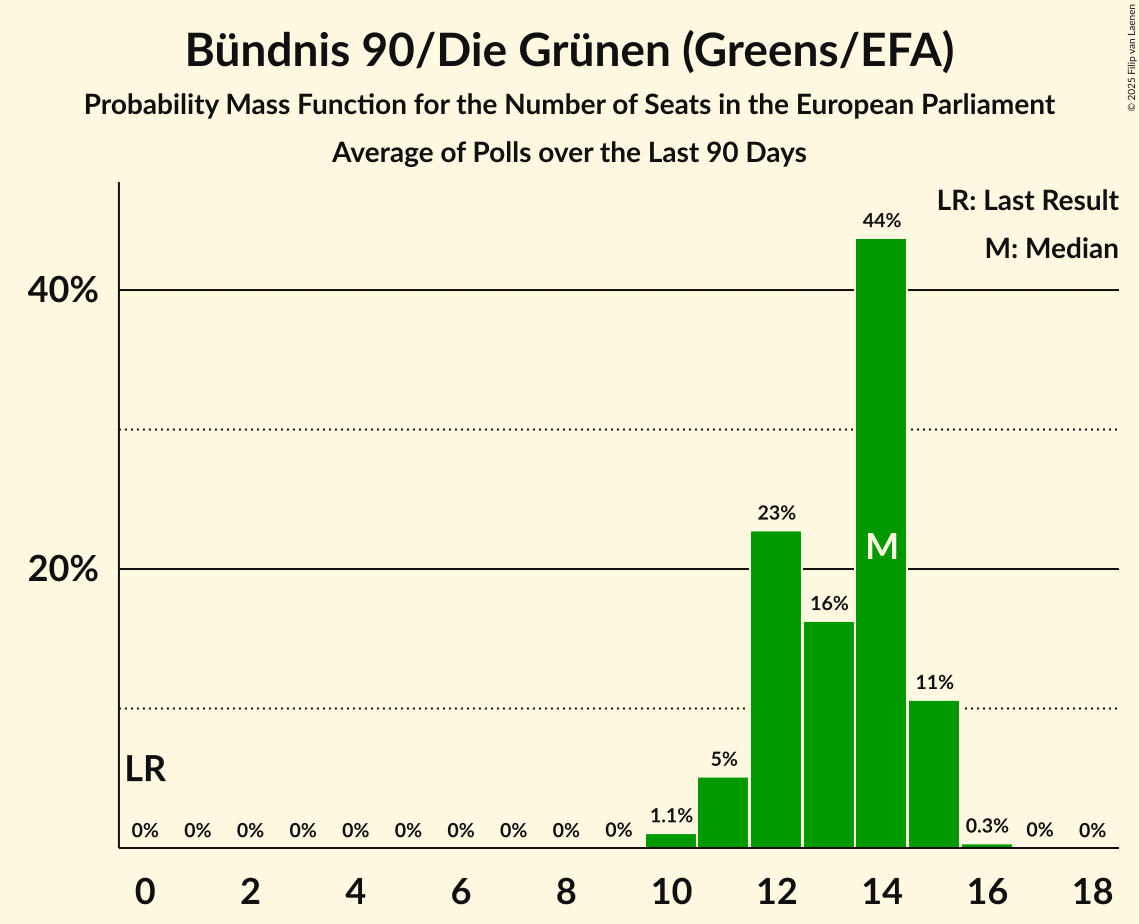 Bündnis 90/Die Grünen (Greens/EFA)
Probability Mass Function for the Number of Seats in the European Parliament
Average of Polls over the Last 90 Days
© 2025 Filip van Laenen
LR: Last Result
M: Median
44%
40%
23%
M
20%
16%
11%
LR
5%
1.1%
0.3%
0% 0% 0% 0% 0% 0% 0% 0% 0% 0% 0% 0%
0 2 4 6 8 10 12 14 16 18